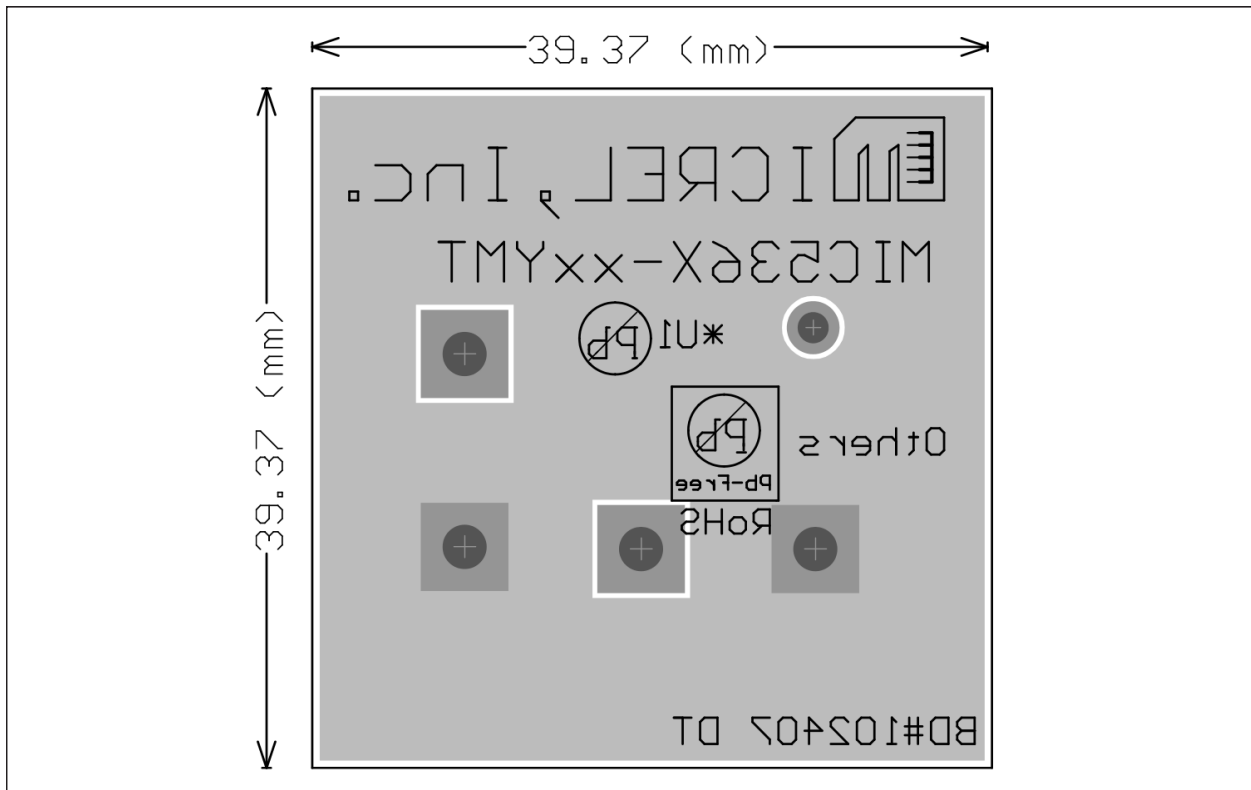 39.37 (mm)
39.37 (mm)
MICREL, Inc.
MIC536X-xxYMT
*U1 Pb
Others Pb
Pb-Free
RoHS
BD#102407 DT